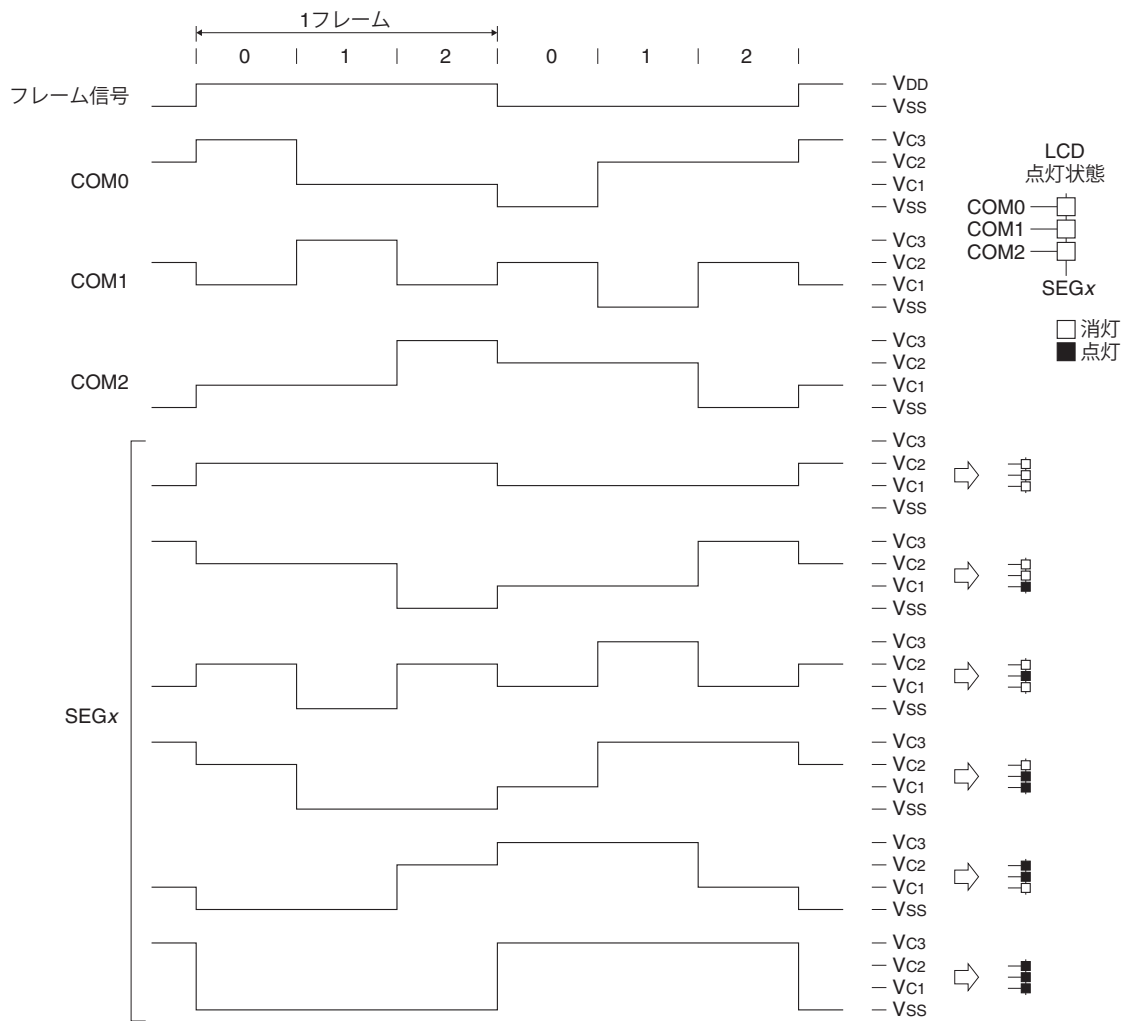 1フレーム
0 1 2 0 1 2
フレーム信号
VDD
VSS
COM0
VC3
VC2
VC1
VSS
COM1
VC3
VC2
VC1
VSS
COM2
VC3
VC2
VC1
VSS
LCD
点灯状態
COM0
COM1
COM2
SEGx
消灯
点灯
SEGx
VC3
VC2
VC1
VSS
VC3
VC2
VC1
VSS
VC3
VC2
VC1
VSS
VC3
VC2
VC1
VSS
VC3
VC2
VC1
VSS
VC3
VC2
VC1
VSS